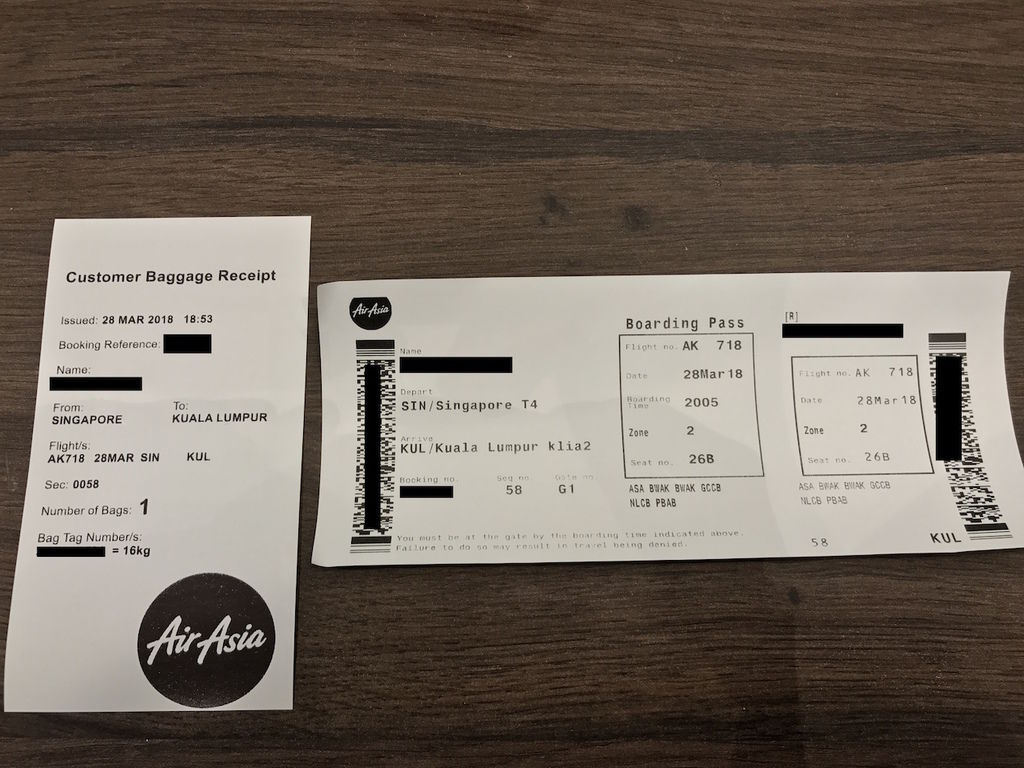 Customer Baggage Receipt
Issued: 28 MAR 2018 18:53
Booking Reference:
Name:
From: To:
SINGAPORE KUALA LUMPUR
Flight/s:
AK718 28MAR SIN KUL
Sec: 0058
Number of Bags: 1
Bag Tag Number/s:
= 16kg
AirAsia
AirAsia
Name
Depart
SIN/Singapore T4
Arrive
KUL/Kuala Lumpur klia2
Booking no. Seq no. Gate no.
58 G1
You must be at the gate by the boarding time indicated above.
Failure to do so may result in travel being denied.
Boarding Pass
Flight no. AK 718
Date 28Mar18
Boarding Time 2005
Zone 2
Seat no. 26B
ASA BWAK BWAK GCCB
NLCB PBAB
[R]
Flight no. AK 718
Date 28Mar18
Zone 2
Seat no. 26B
ASA BWAK BWAK GCCB
NLCB PBAB
58 KUL